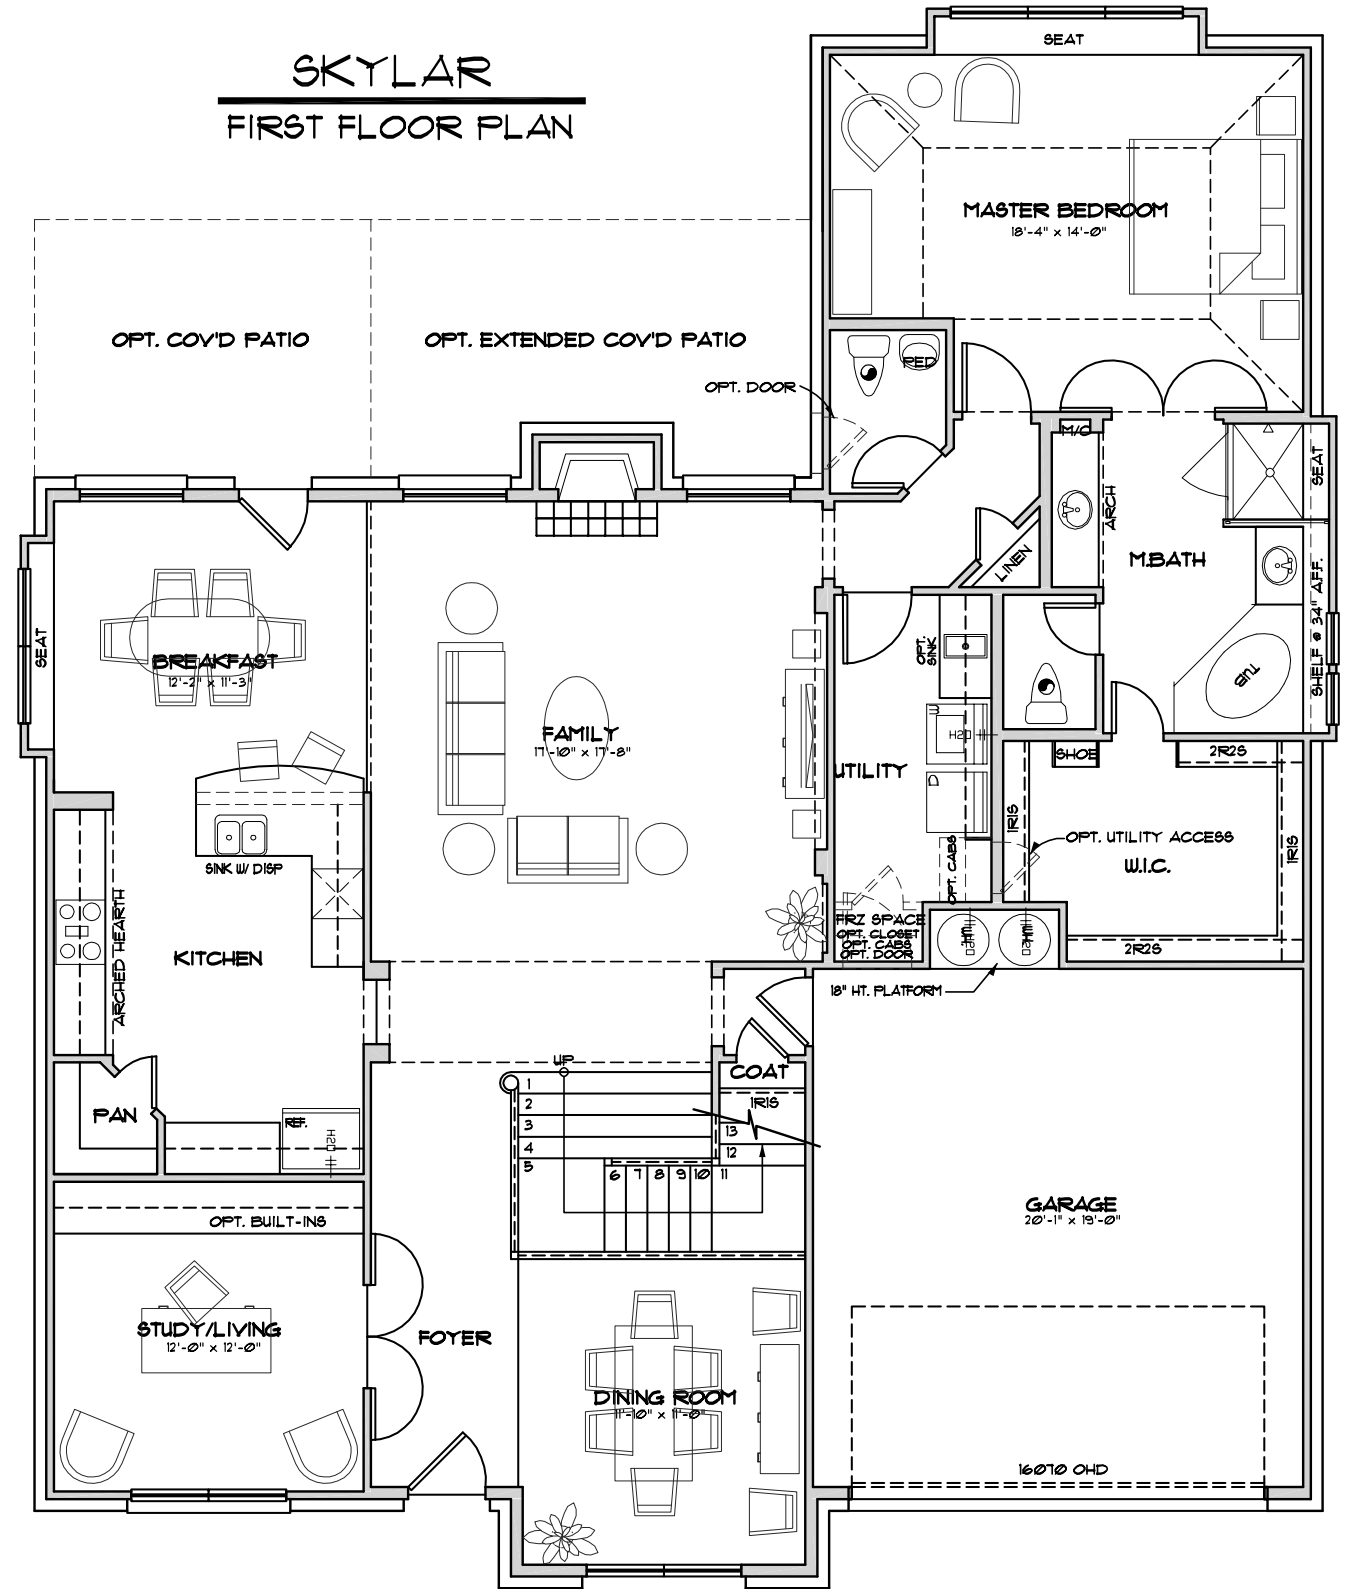 SKYLAR
FIRST FLOOR PLAN
SEAT
MASTER BEDROOM
18'-4" x 14'-0"
OPT. COV'D PATIO
OPT. EXTENDED COV'D PATIO
PED
OPT. DOOR
M/C
SEAT
ARCH
LINEN
M.BATH
SHELF @ 34" A.F.F.
TUB
SEAT
BREAKFAST
12'-2" x 11'-3"
OPT.
SINK
FAMILY
17'-10" x 17'-8"
W
H2O
UTILITY
D
SHOE
2R2S
1R1S
OPT. UTILITY ACCESS
W.I.C.
1R1S
SINK W/ DISP
OPT. CABS
ARCHED HEARTH
FRZ SPACE
OPT. CLOSET
OPT. CABS
OPT. DOOR
WH
WH
2R2S
KITCHEN
18" HT. PLATFORM
UP
COAT
1R1S
PAN
REF.
H2O
1
2
3
4
5
6
7
8
9
10
11
12
13
OPT. BUILT-INS
GARAGE
20'-1" x 19'-0"
STUDY/LIVING
12'-0" x 12'-0"
FOYER
DINING ROOM
11'-10" x 11'-0"
16070 OHD